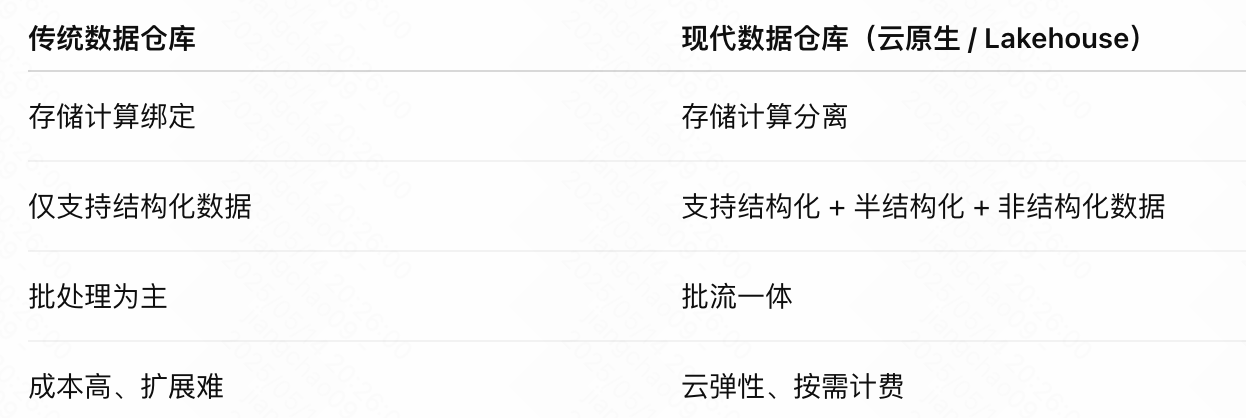 传统数据仓库 现代数据仓库（云原生 / Lakehouse）
存储计算绑定 存储计算分离
仅支持结构化数据 支持结构化 + 半结构化 + 非结构化数据
批处理为主 批流一体
成本高、扩展难 云弹性、按需计费